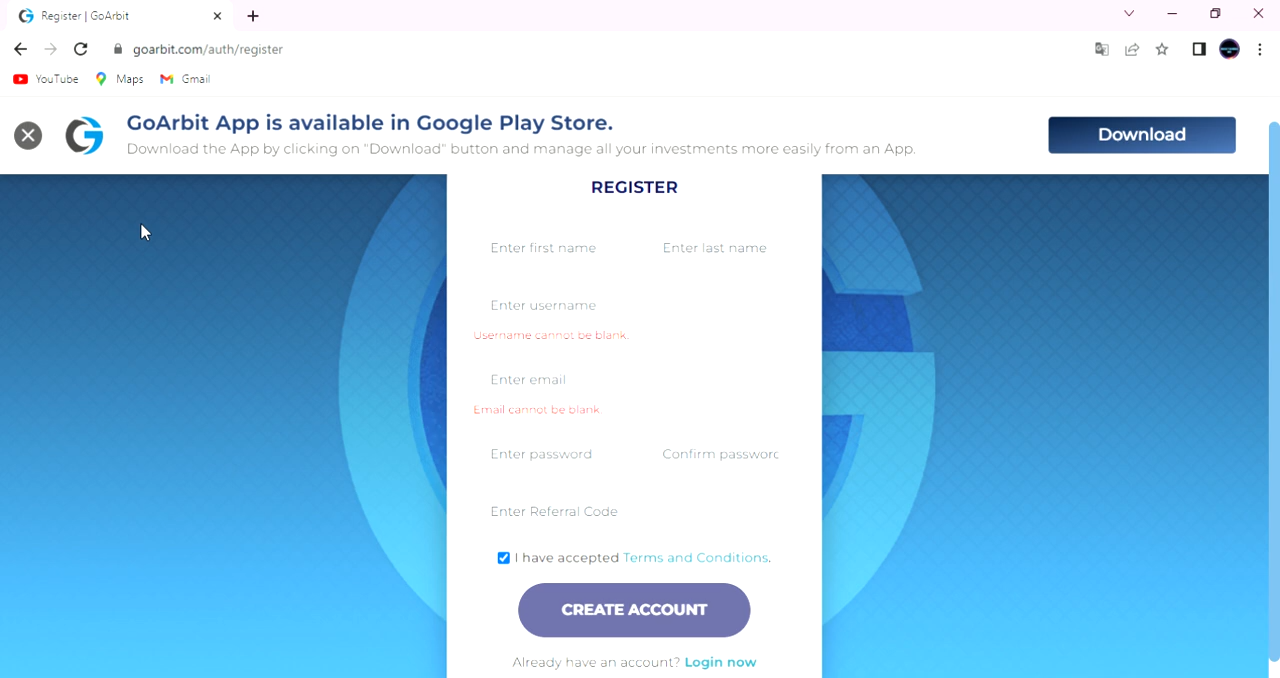 Register | GoArbit
goarbit.com/auth/register
YouTube Maps Gmail
GoArbit App is available in Google Play Store.
Download the App by clicking on "Download" button and manage all your investments more easily from an App.
Download
REGISTER
Enter first name Enter last name
Enter username
Username cannot be blank.
Enter email
Email cannot be blank.
Enter password Confirm password
Enter Referral Code
I have accepted Terms and Conditions.
CREATE ACCOUNT
Already have an account? Login now